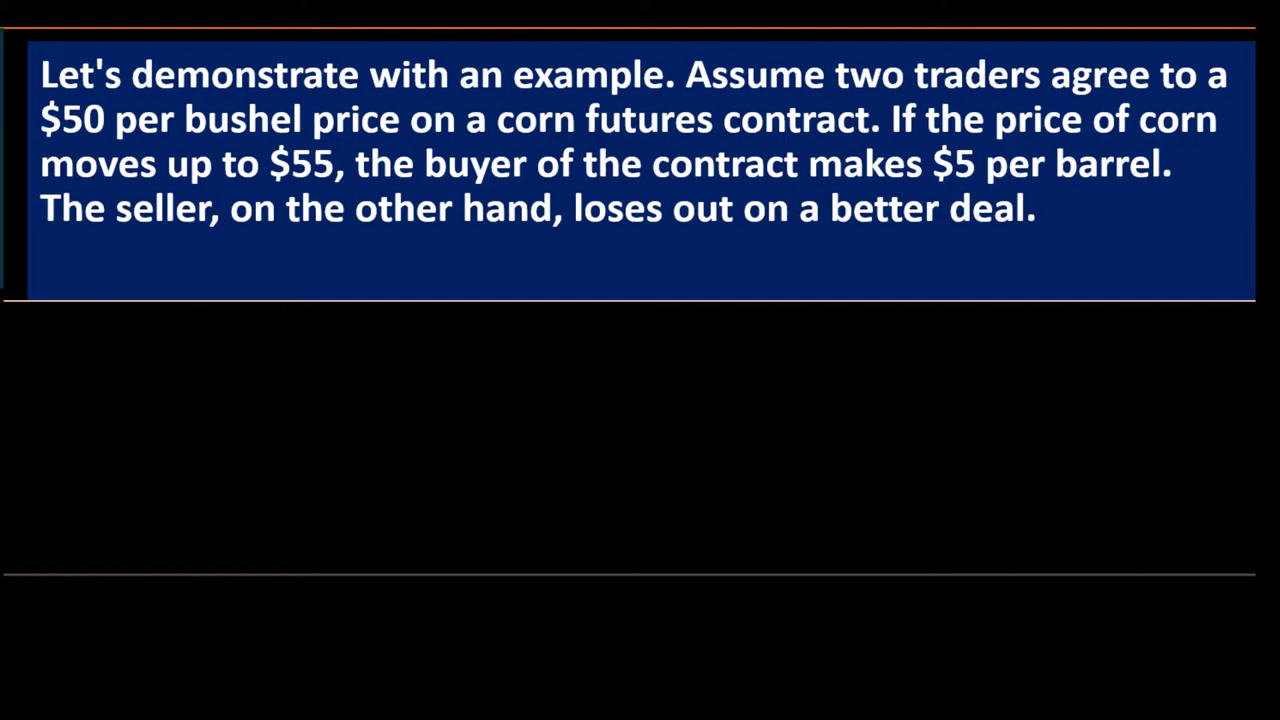 Let's demonstrate with an example. Assume two traders agree to a
$50 per bushel price on a corn futures contract. If the price of corn
moves up to $55, the buyer of the contract makes $5 per barrel.
The seller, on the other hand, loses out on a better deal.